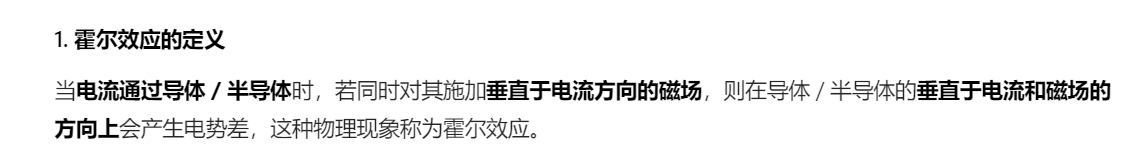 1. 霍尔效应的定义
当电流通过导体 / 半导体时，若同时对其施加垂直于电流方向的磁场，则在导体 / 半导体的垂直于电流和磁场的
方向上会产生电势差，这种物理现象称为霍尔效应。